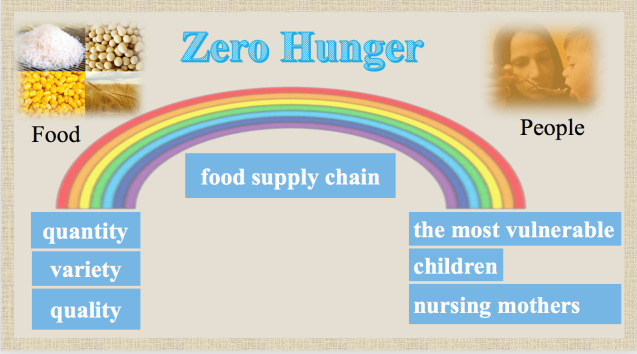 Zero Hunger
Food
People
food supply chain
quantity
variety
quality
the most vulnerable
children
nursing mothers